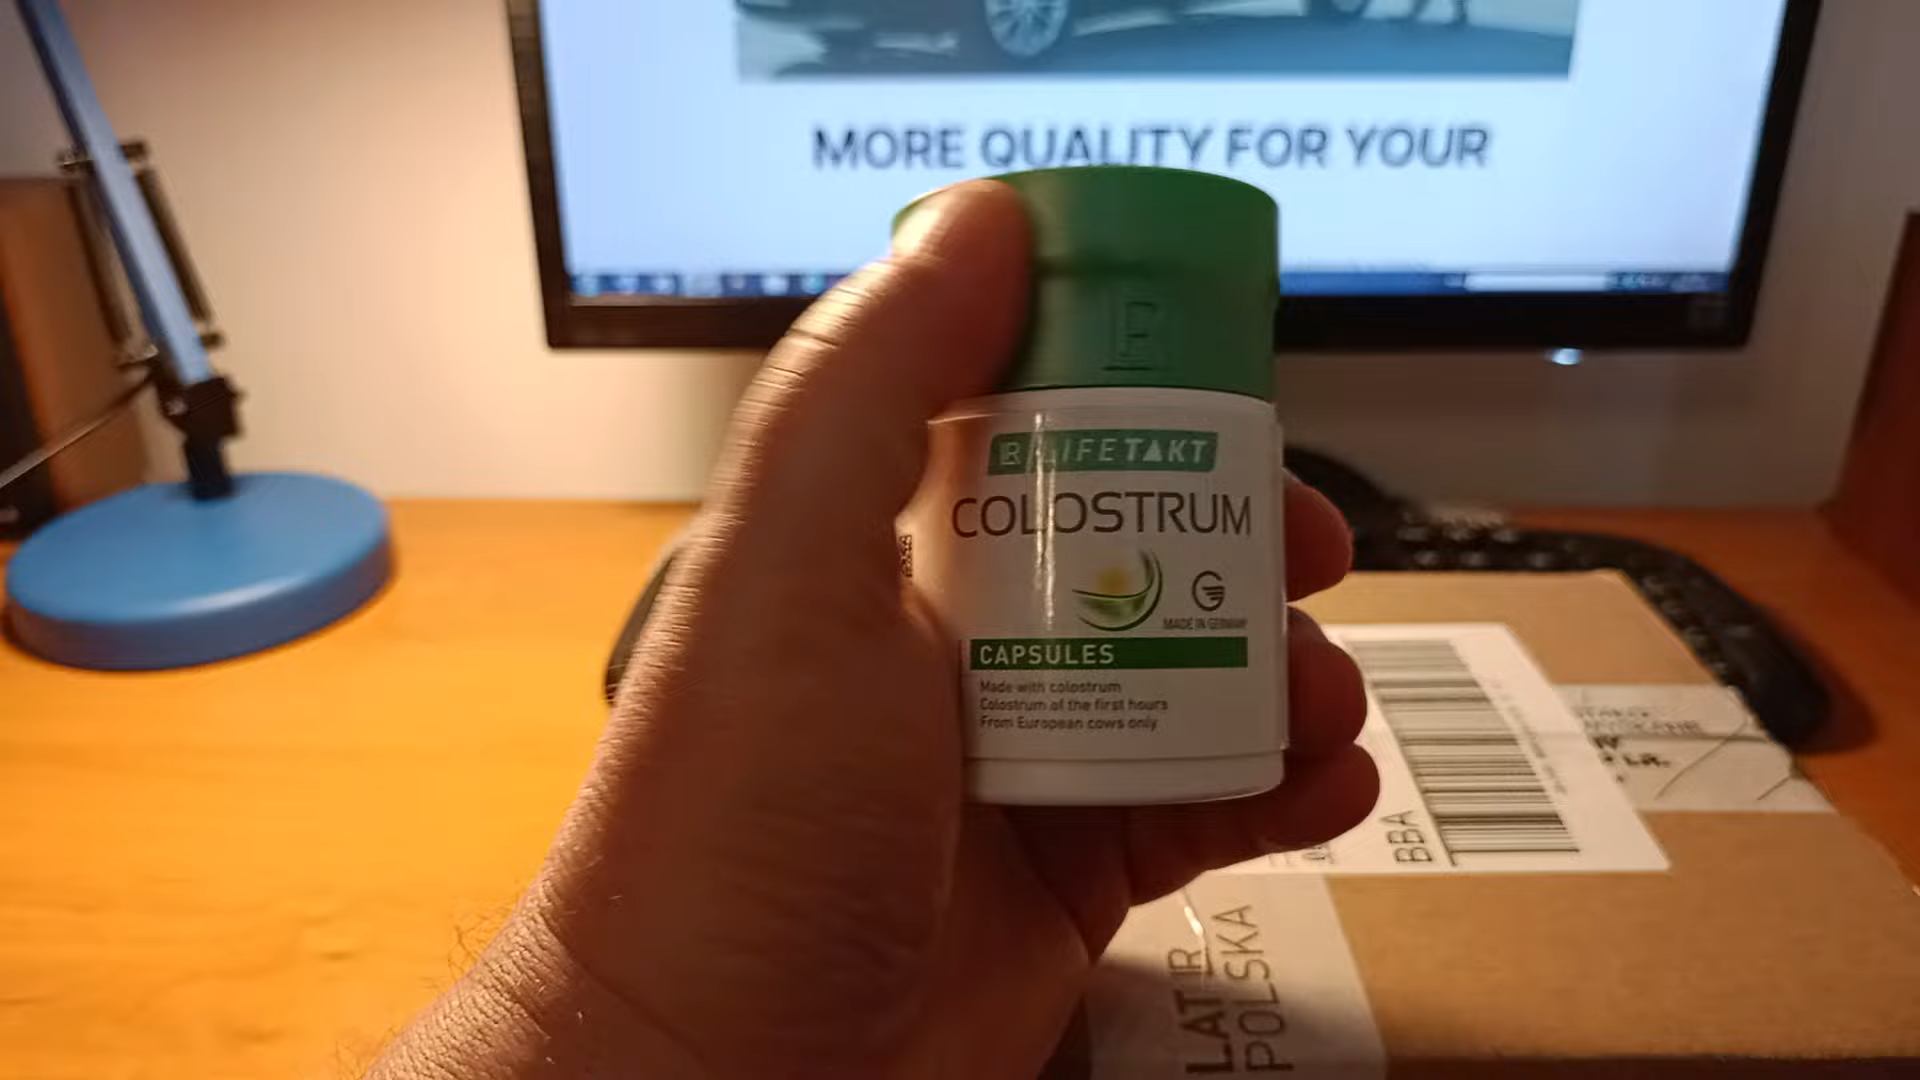 MORE QUALITY FOR YOUR
LR LIFETAKT
COLOSTRUM
MADE IN GERMANY
CAPSULES
Made with colostrum
Colostrum of the first hours
From European cows only
BBA
POLSKA